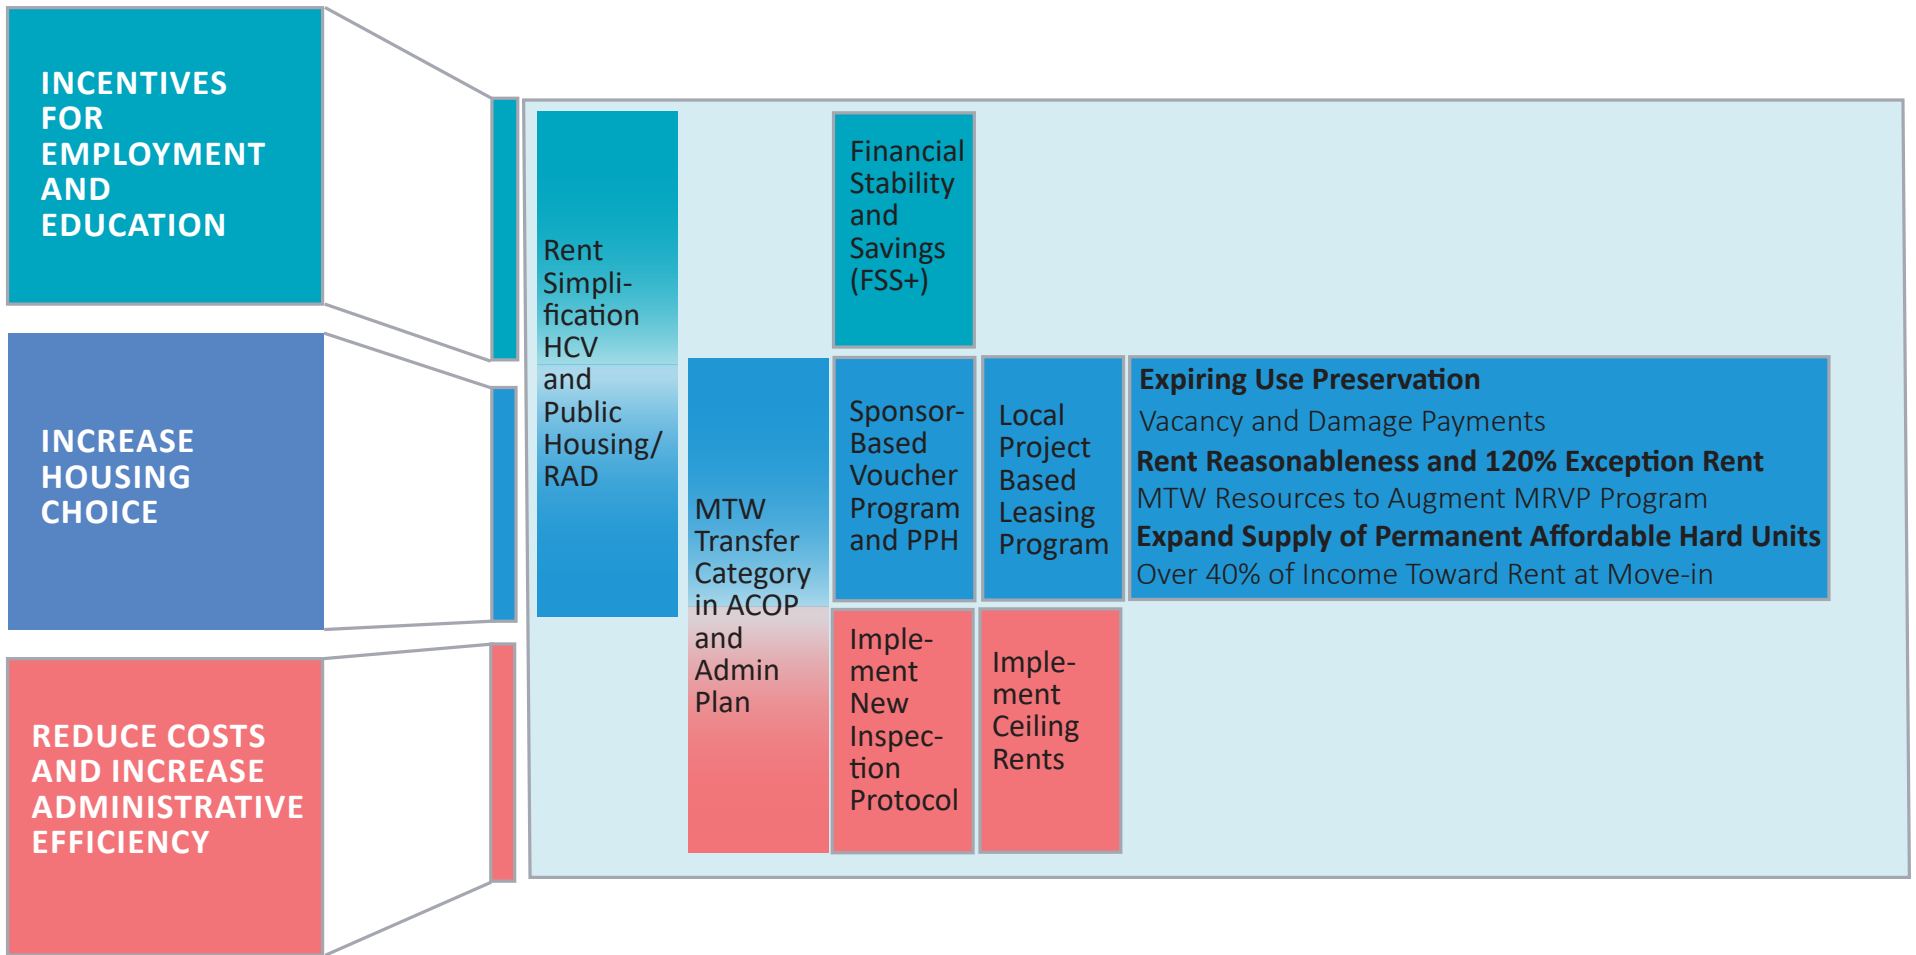 INCENTIVES
FOR
EMPLOYMENT
AND
EDUCATION
INCREASE
HOUSING
CHOICE
REDUCE COSTS
AND INCREASE
ADMINISTRATIVE
EFFICIENCY
Rent
Simpli-
fication
HCV
and
Public
Housing/
RAD
MTW
Transfer
Category
in ACOP
and
Admin
Plan
Financial
Stability
and
Savings
(FSS+)
Sponsor-
Based
Voucher
Program
and PPH
Imple-
ment
New
Inspec-
tion
Protocol
Local
Project
Based
Leasing
Program
Imple-
ment
Ceiling
Rents
Expiring Use Preservation
Vacancy and Damage Payments
Rent Reasonableness and 120% Exception Rent
MTW Resources to Augment MRVP Program
Expand Supply of Permanent Affordable Hard Units
Over 40% of Income Toward Rent at Move-in